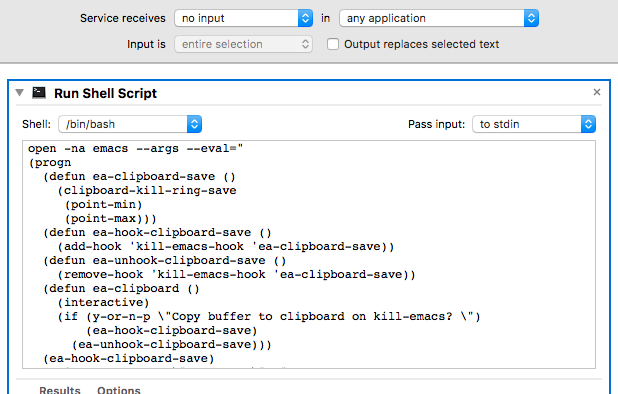 Service receives no input in any application
Input is entire selection Output replaces selected text
Run Shell Script
Shell: /bin/bash Pass input: to stdin
open -na emacs --args --eval="
(progn
  (defun ea-clipboard-save ()
    (clipboard-kill-ring-save
     (point-min)
     (point-max)))
  (defun ea-hook-clipboard-save ()
    (add-hook 'kill-emacs-hook 'ea-clipboard-save))
  (defun ea-unhook-clipboard-save ()
    (remove-hook 'kill-emacs-hook 'ea-clipboard-save))
  (defun ea-clipboard ()
    (interactive)
    (if (y-or-n-p \"Copy buffer to clipboard on kill-emacs? \")
        (ea-hook-clipboard-save)
      (ea-unhook-clipboard-save)))
  (ea-hook-clipboard-save)
Results Options